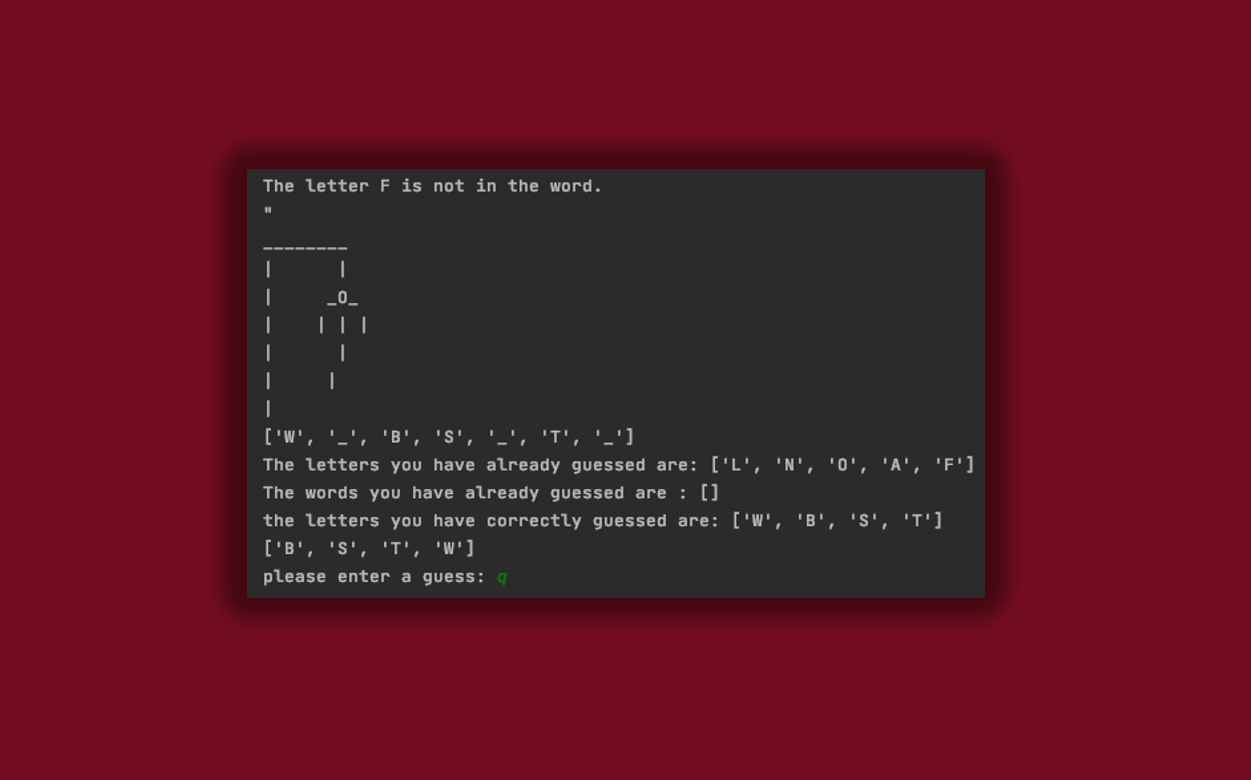 The letter F is not in the word.
"
________
|      |
|     _O_
|    | | |
|      |
|     |
|
['W', '_', 'B', 'S', '_', 'T', '_']
The letters you have already guessed are: ['L', 'N', 'O', 'A', 'F']
The words you have already guessed are : []
the letters you have correctly guessed are: ['W', 'B', 'S', 'T']
['B', 'S', 'T', 'W']
please enter a guess: q